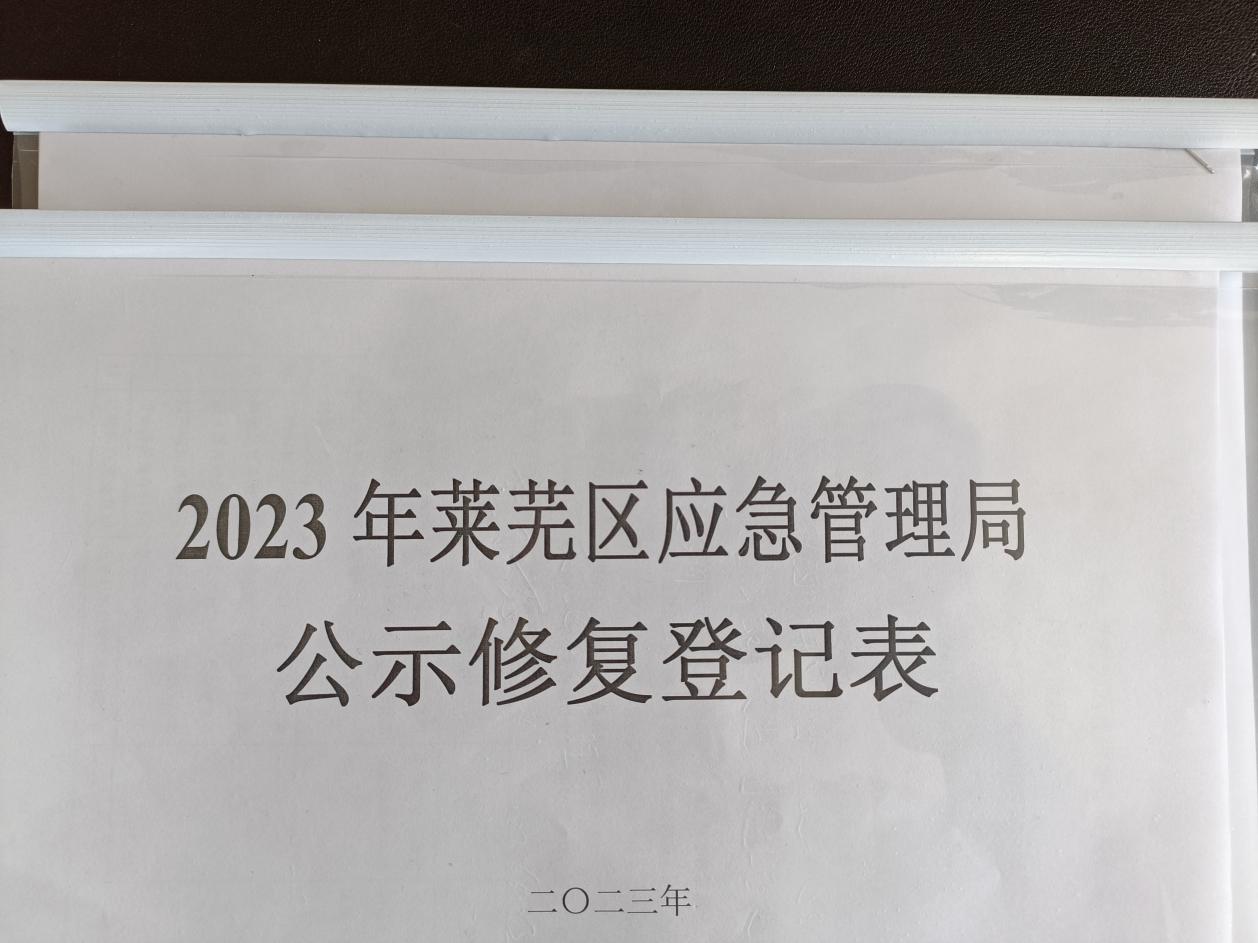 2023 年莱芜区应急管理局
公示修复登记表
二〇二三年